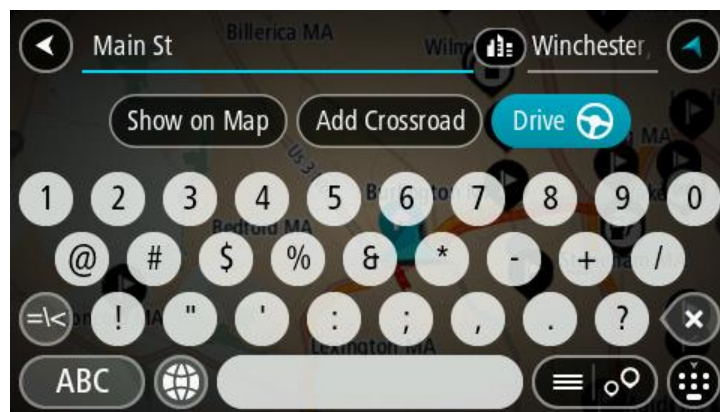 Main St Winchester,
Billerica MA
Show on Map Add Crossroad Drive
1 2 3 4 5 6 7 8 9 0
Bedford MA
@ # $ % & * - + /
=\< ! " ' : ; , . ? ×
Lexington MA
ABC